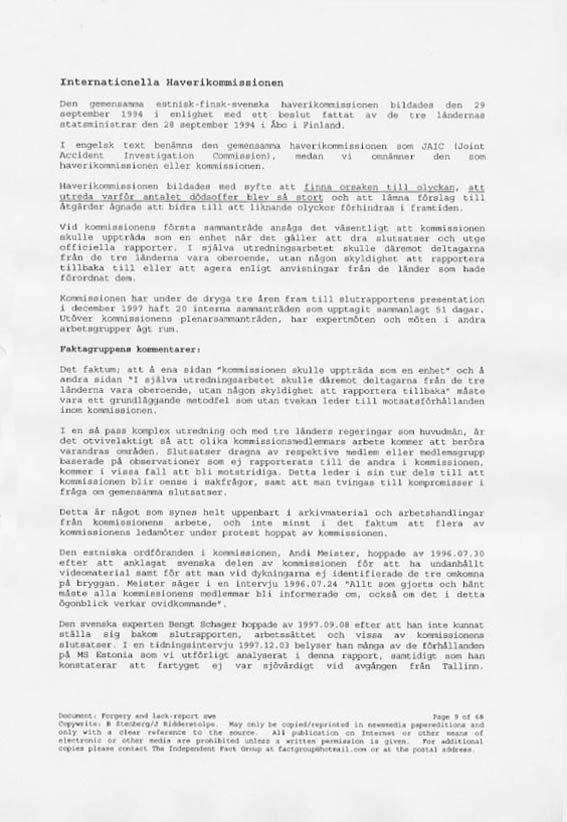 Internationella Haverikommissionen
Den gemensamma estnisk-finsk-svenska haverikommissionen bildades den 29
september 1994 i enlighet med ett beslut fattat av de tre ländernas
statsministrar den 28 september 1994 i Åbo i Finland.
I engelsk text benämns den gemensamma haverikommissionen som JAIC (Joint
Accident Investigation Commission), medan vi omnämner den som
haverikommissionen eller kommissionen.
Haverikommissionen bildades med syfte att finna orsaken till olyckan, att
utreda varför antalet dödsoffer blev så stort och att lämna förslag till
åtgärder ägnade att bidra till att liknande olyckor förhindras i framtiden.
Vid kommissionens första sammanträde ansågs det väsentligt att kommissionen
skulle uppträda som en enhet när det gäller att dra slutsatser och utge
officiella rapporter. I själva utredningsarbetet skulle däremot deltagarna
från de tre länderna vara oberoende, utan någon skyldighet att rapportera
tillbaka till eller att agera enligt anvisningar från de länder som hade
förordnat dem.
Kommissionen har under de dryga tre åren fram till slutrapportens presentation
i december 1997 haft 20 interna sammanträden som upptagit sammanlagt 51 dagar.
Utöver kommissionens plenarsammanträden, har expertmöten och möten i andra
arbetsgrupper ägt rum.
Faktagruppens kommentarer:
Det faktum; att å ena sidan "kommissionen skulle uppträda som en enhet" och å
andra sidan "I själva utredningsarbetet skulle däremot deltagarna från de tre
länderna vara oberoende, utan någon skyldighet att rapportera tillbaka" måste
vara ett grundläggande metodfel som utan tvekan leder till motsatsförhållanden
inom kommissionen.
I en så pass komplex utredning och med tre länders regeringar som huvudmän, är
det otvivelaktigt så att olika kommissionsmedlemmars arbete kommer att beröra
varandras områden. Slutsatser dragna av respektive medlem eller medlemsgrupp
baserade på observationer som ej rapporterats till de andra i kommissionen,
kommer i vissa fall att bli motstridiga. Detta leder i sin tur dels till att
kommissionen blir oense i sakfrågor, samt att man tvingas till kompromisser i
fråga om gemensamma slutsatser.
Detta är något som synes helt uppenbart i arkivmaterial och arbetshandlingar
från kommissionens arbete, och inte minst i det faktum att flera av
kommissionens ledamöter under protest hoppat av kommissionen.
Den estniska ordföranden i kommissionen, Andi Meister, hoppade av 1996.07.30
efter att anklagat svenska delen av kommissionen för att ha undanhållt
videomaterial samt för att man vid dykningarna ej identifierade de tre omkomna
på bryggan. Meister säger i en intervju 1996.07.24 "Allt som gjorts och hänt
måste alla kommissionens medlemmar bli informerade om, också om det i detta
ögonblick verkar ovidkommande".
Den svenska experten Bengt Schager hoppade av 1997.09.08 efter att han inte kunnat
ställa sig bakom slutrapporten, arbetssättet och vissa av kommissionens
slutsatser. I en tidningsintervju 1997.12.03 belyser han många av de förhållanden
på MS Estonia som vi utförligt analyserat i denna rapport, samtidigt som han
konstaterar att fartyget ej var sjövärdigt vid avgången från Tallinn.
Document: Forgery and lack-report swe Page 9 of 68
Copywrite: B Stenberg/J Ridderstolpe. May only be copied/reprinted in newsmedia papereditions and
only with a clear reference to the source. All publication on Internet or other means of
electronic or other media are prohibited unless a written permission is given. For additional
copies please contact The Independent Fact Group at factgroup@hotmail.com or at the postal address.